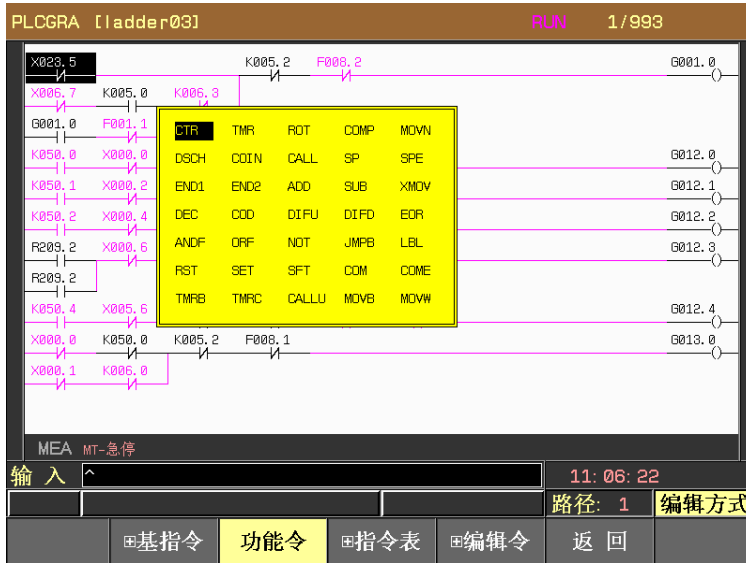 PLCGRA [ladder03] RUN 1/993
X023.5 K005.2 F008.2 G001.0
X006.7 K005.0 K006.3
G001.0 F001.1
CTR TMR ROT COMP MOVN
K050.0 X000.0 G012.0
DSCH COIN CALL SP SPE
K050.1 X000.2 G012.1
END1 END2 ADD SUB XMOV
K050.2 X000.4 G012.2
DEC COD DIFU DIFD EOR
R209.2 X000.6 G012.3
ANDF ORF NOT JMPB LBL
R209.2
RST SET SFT COM COME
TMRB TMRC CALLU MOVB MOVW
K050.4 X005.6 G012.4
X000.0 K050.0 K005.2 F008.1 G013.0
X000.1 K006.0
MEA MT-急停
输 入 ^ 11:06:22
路径: 1 编辑方式
⊞基指令 功能令 ⊞指令表 ⊞编辑令 返 回